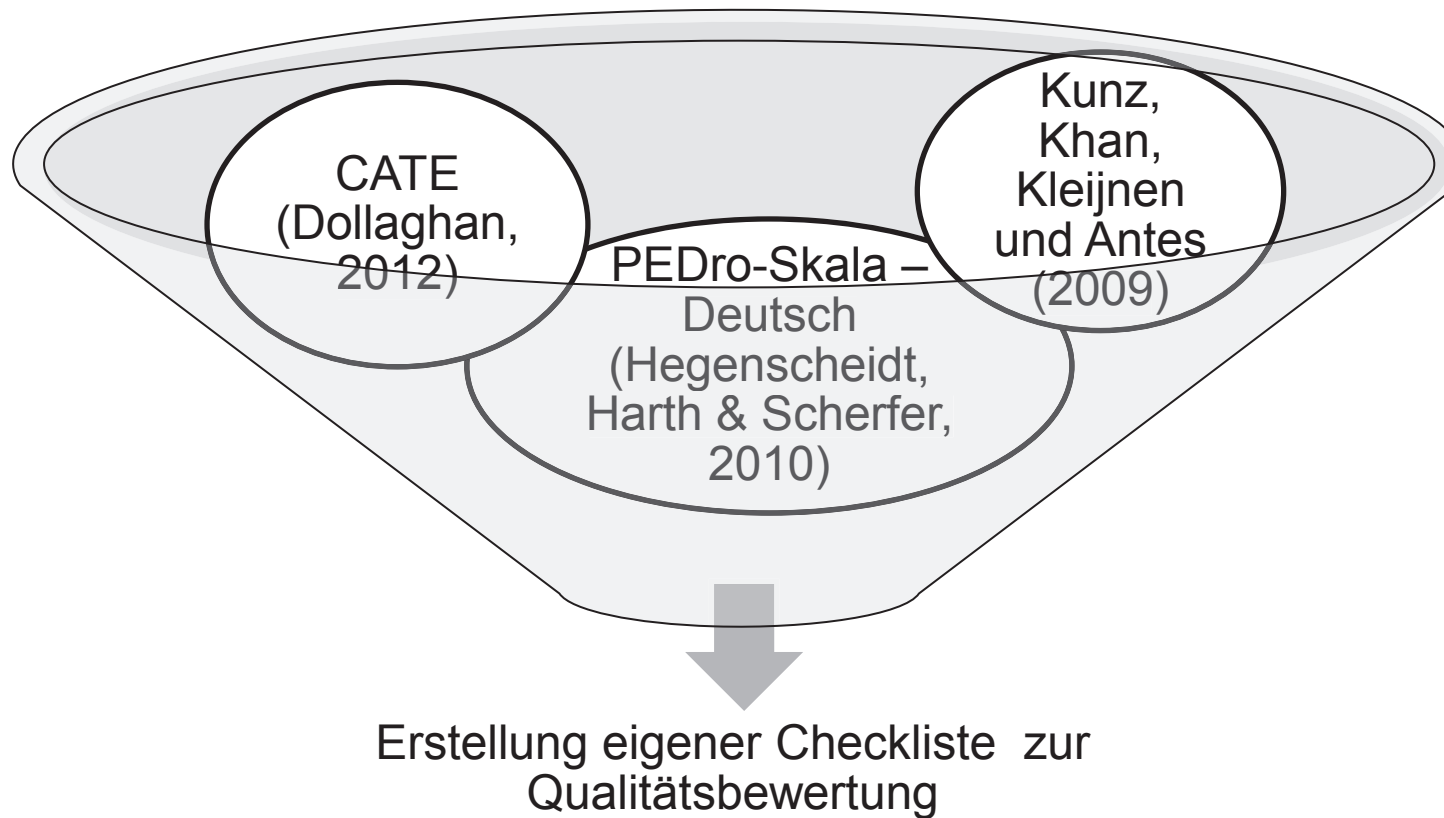 CATE
(Dollaghan,
2012)
PEDro-Skala –
Deutsch
(Hegenscheidt,
Harth & Scherfer,
2010)
Kunz,
Khan,
Kleijnen
und Antes
(2009)
Erstellung eigener Checkliste zur
Qualitätsbewertung